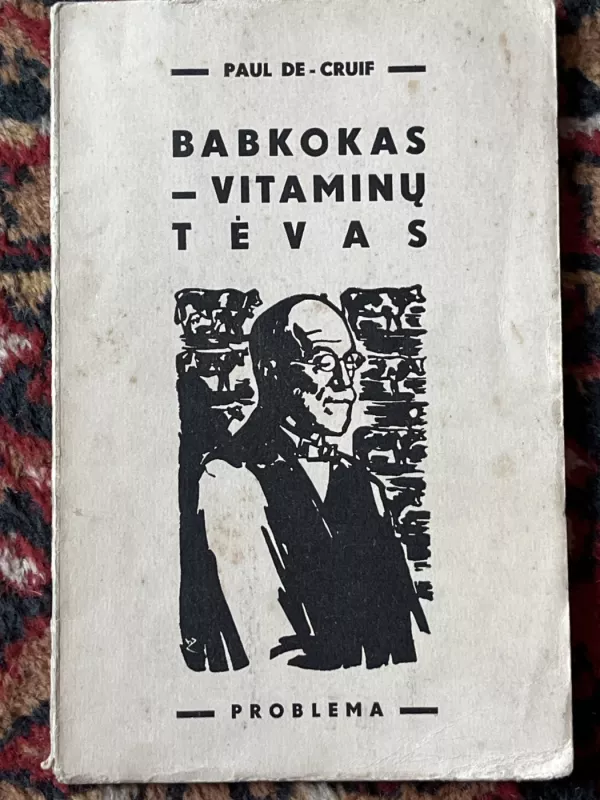 — PAUL DE-CRUIF —
BABKOKAS
— VITAMINŲ
TĖVAS
— PROBLEMA —